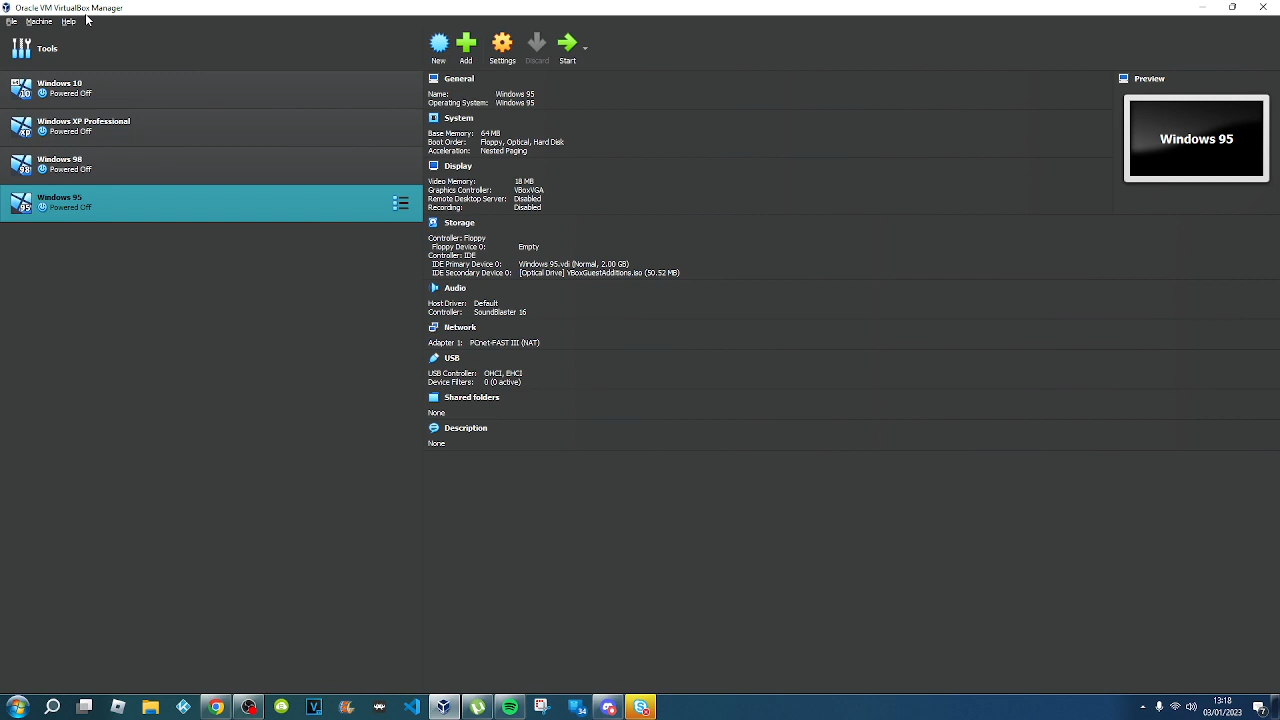 Oracle VM VirtualBox Manager
File Machine Help
Tools
Windows 10
Powered Off
Windows XP Professional
Powered Off
Windows 98
Powered Off
Windows 95
Powered Off
New Add Settings Discard Start
General
Name: Windows 95
Operating System: Windows 95
System
Base Memory: 64 MB
Boot Order: Floppy, Optical, Hard Disk
Acceleration: Nested Paging
Display
Video Memory: 18 MB
Graphics Controller: VBoxVGA
Remote Desktop Server: Disabled
Recording: Disabled
Storage
Controller: Floppy
Floppy Device 0: Empty
Controller: IDE
IDE Primary Device 0: Windows 95.vdi (Normal, 2.00 GB)
IDE Secondary Device 0: [Optical Drive] VBoxGuestAdditions.iso (50.52 MB)
Audio
Host Driver: Default
Controller: SoundBlaster 16
Network
Adapter 1: PCnet-FAST III (NAT)
USB
USB Controller: OHCI, EHCI
Device Filters: 0 (0 active)
Shared folders
None
Description
None
Preview
Windows 95
34
13:18
03/01/2023